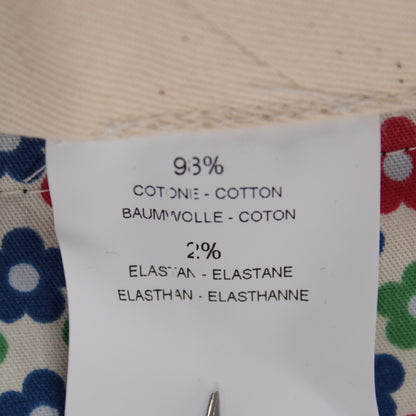 98%
COTONE - COTTON
BAUMWOLLE - COTON
2%
ELASTAN - ELASTANE
ELASTHAN - ELASTHANNE